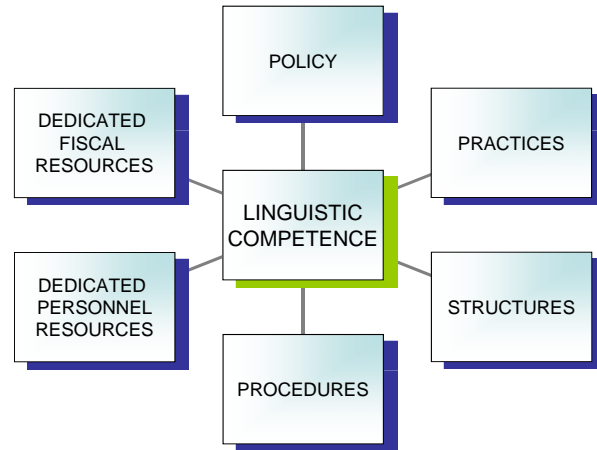 POLICY
DEDICATED
FISCAL
RESOURCES
PRACTICES
LINGUISTIC
COMPETENCE
DEDICATED
PERSONNEL
RESOURCES
STRUCTURES
PROCEDURES